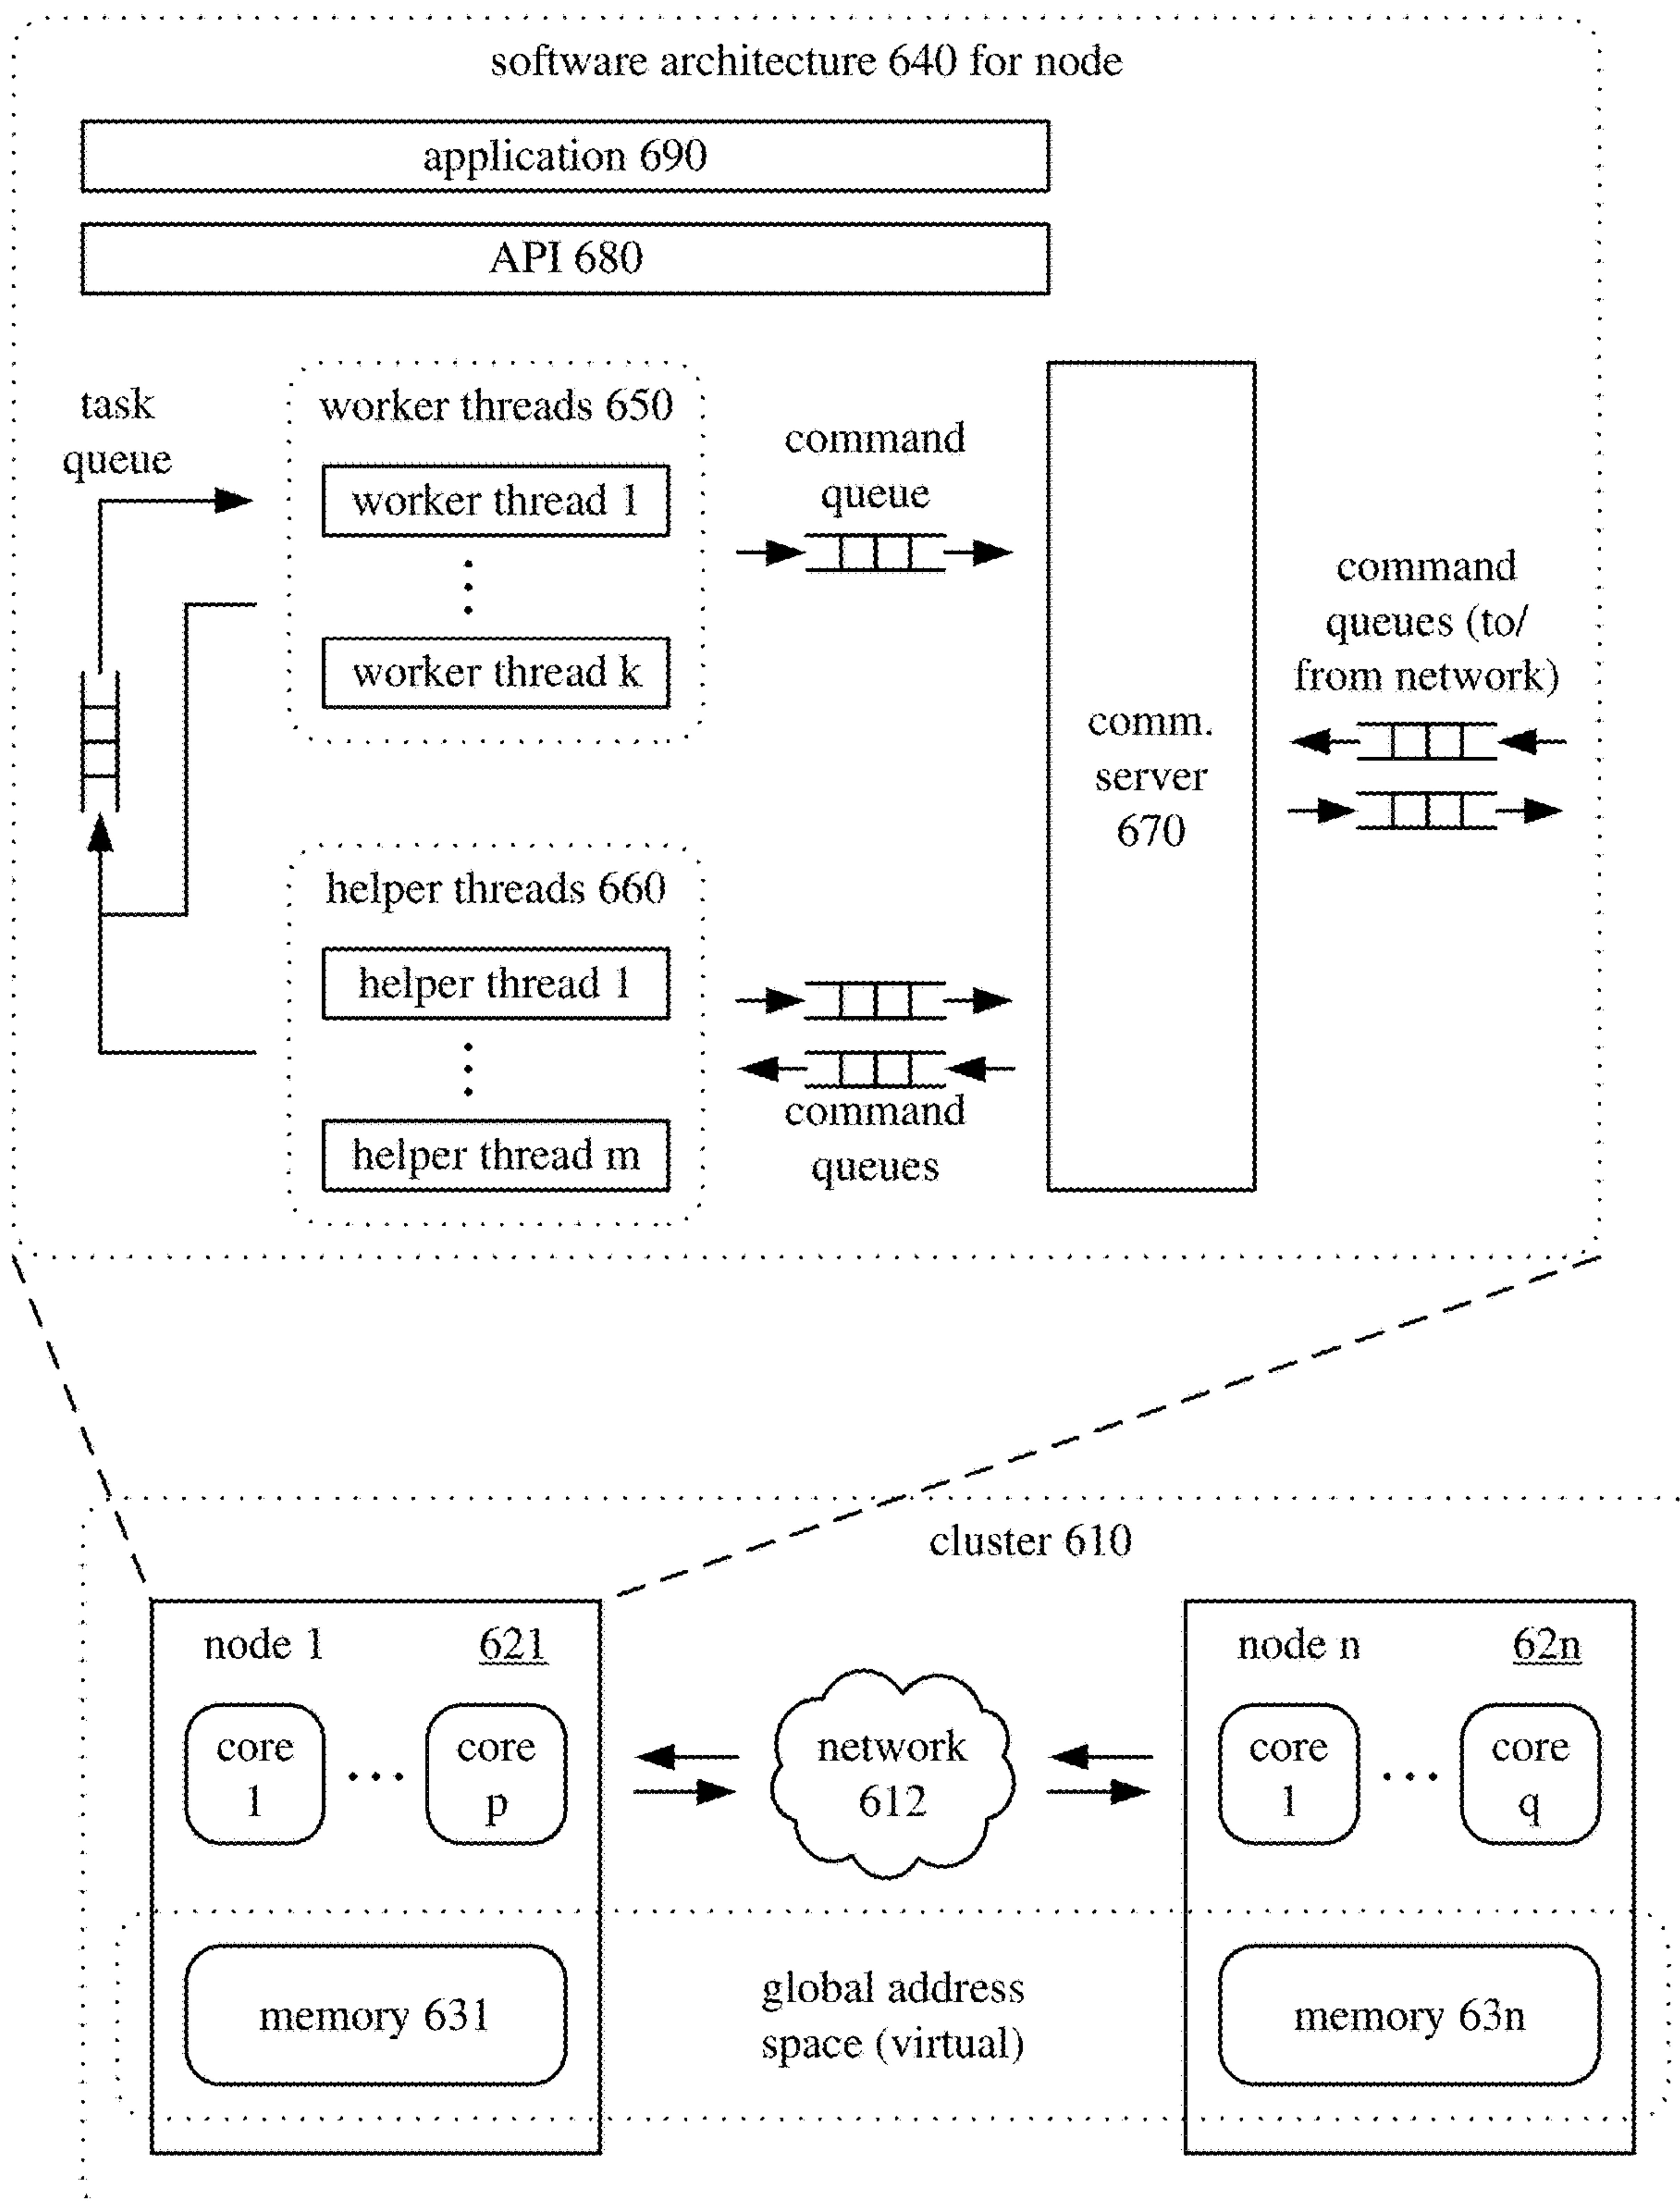 software architecture 640 for node
application 690
API 680
task
queue
worker threads 650
worker thread 1
worker thread k
command
queue
comm.
server
670
command
queues (to/
from network)
helper threads 660
helper thread 1
helper thread m
command
queues
cluster 610
node 1 621
core
1
core
p
network
612
node n 62n
core
1
core
q
memory 631
global address
space (virtual)
memory 63n